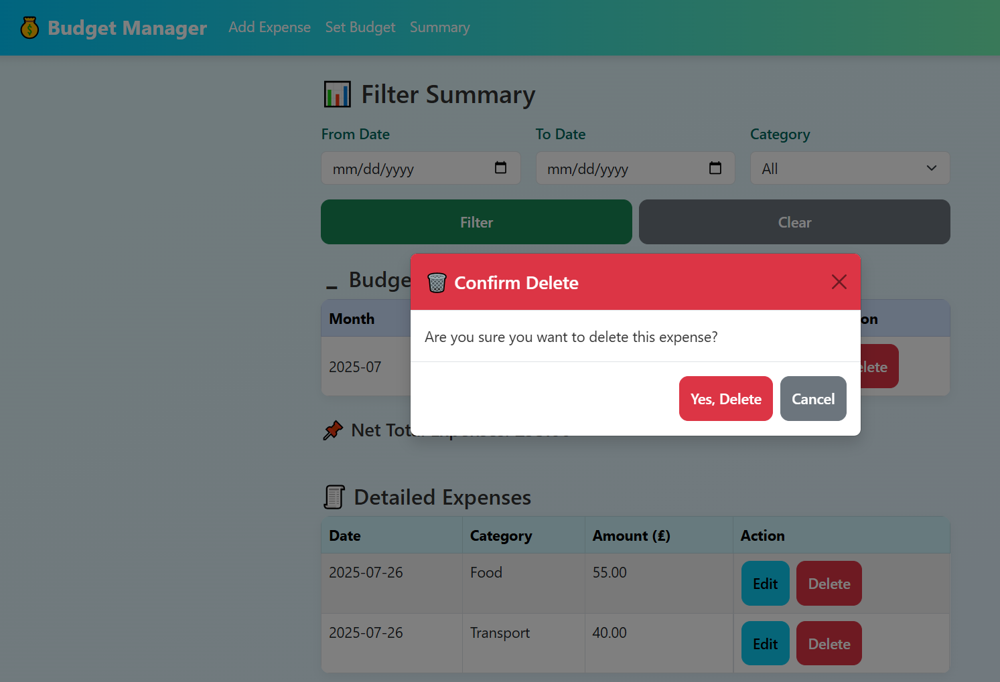 Budget Manager Add Expense Set Budget Summary
Filter Summary
From Date To Date Category
mm/dd/yyyy mm/dd/yyyy All
Filter Clear
Budge
Confirm Delete
Month on
Are you sure you want to delete this expense?
2025-07 elete
Yes, Delete Cancel
Net Tot
Detailed Expenses
Date Category Amount (£) Action
2025-07-26 Food 55.00 Edit Delete
2025-07-26 Transport 40.00 Edit Delete